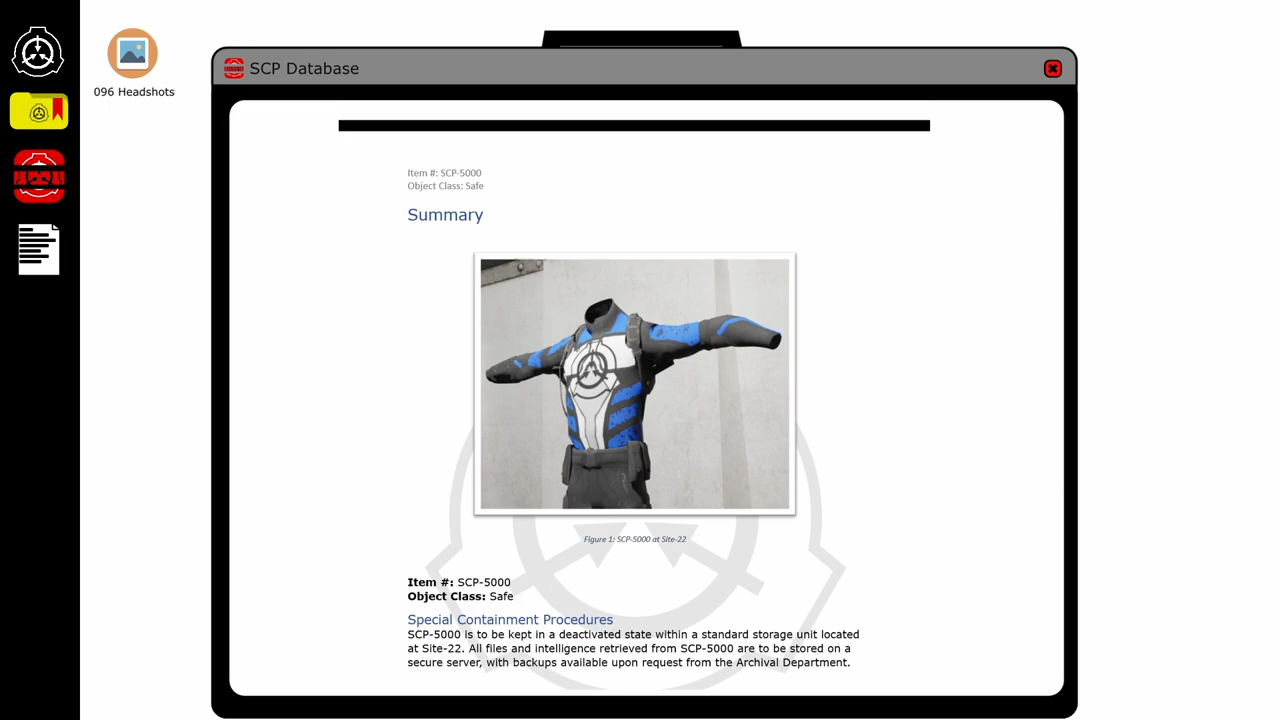 SCP Database
096 Headshots
Item #: SCP-5000
Object Class: Safe
Summary
Figure 1: SCP-5000 at Site-22
Item #: SCP-5000
Object Class: Safe
Special Containment Procedures
SCP-5000 is to be kept in a deactivated state within a standard storage unit located
at Site-22. All files and intelligence retrieved from SCP-5000 are to be stored on a
secure server, with backups available upon request from the Archival Department.